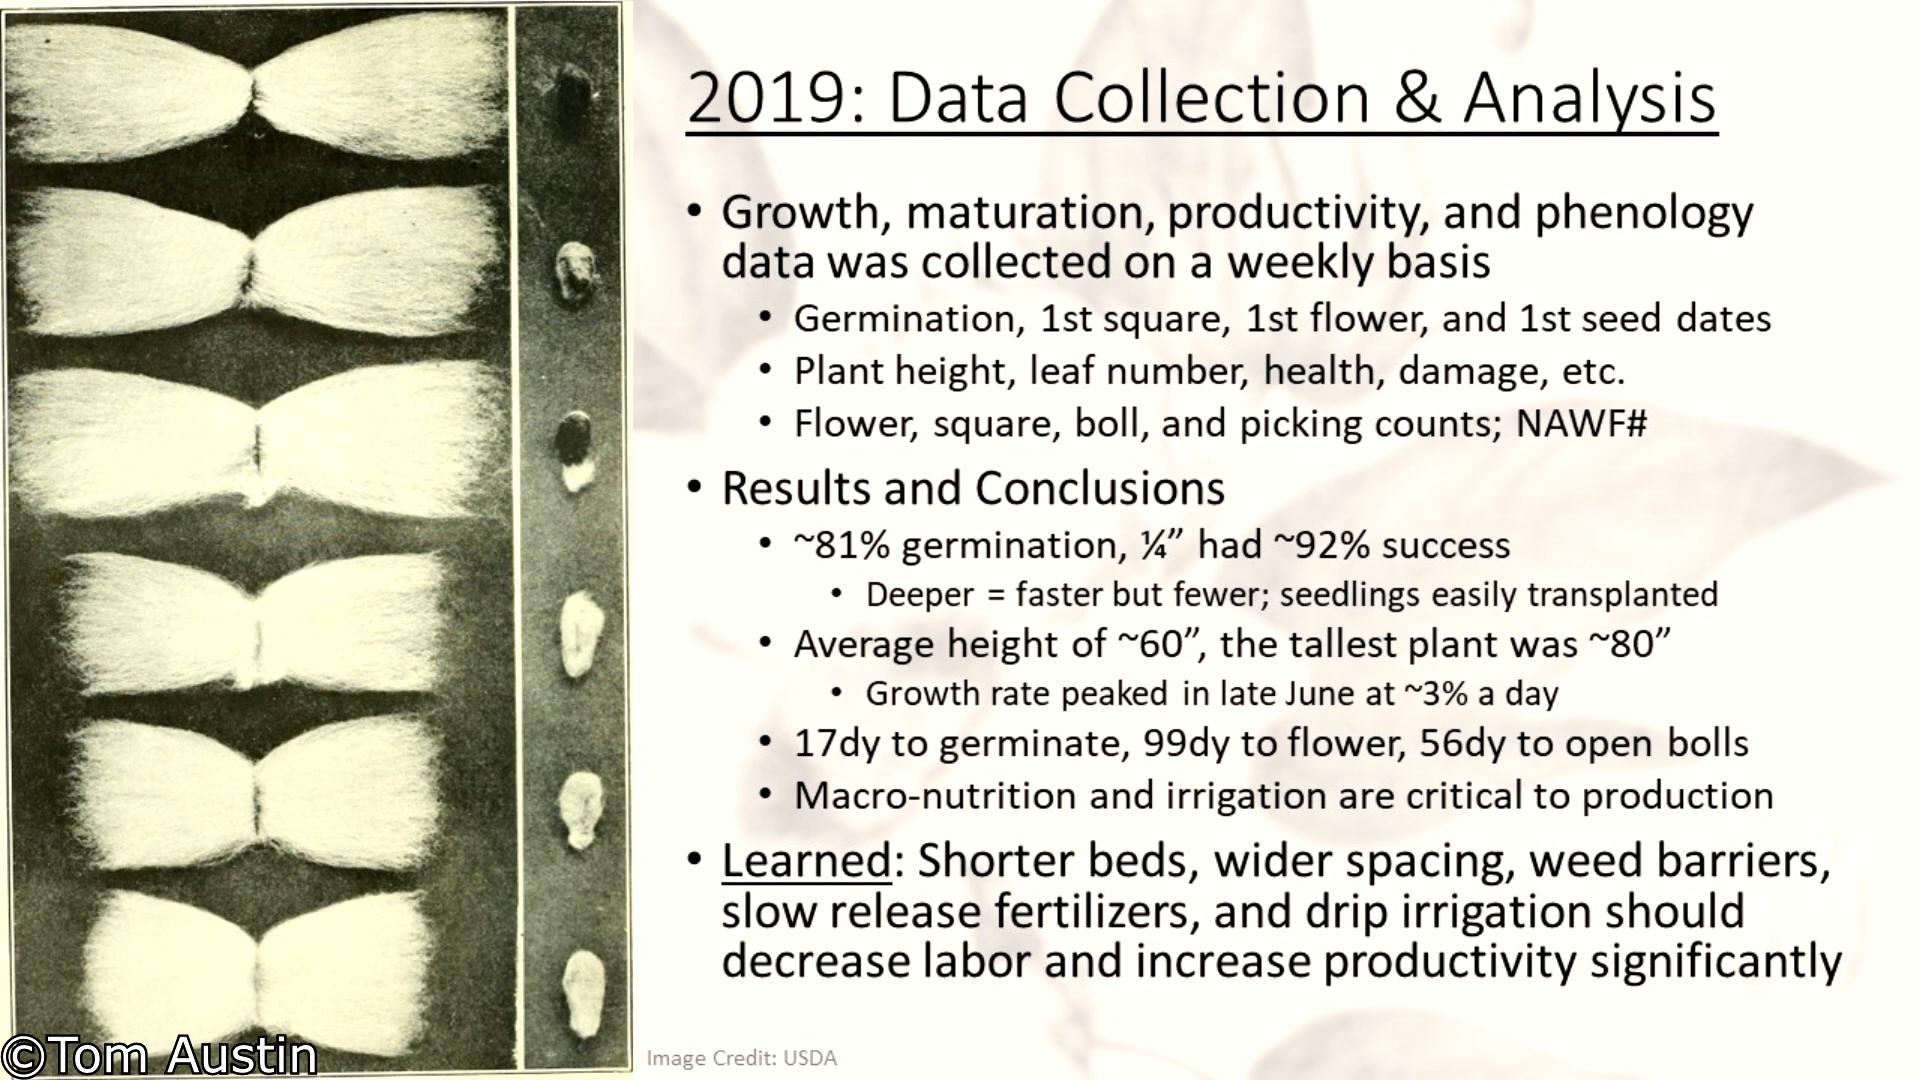 2019: Data Collection & Analysis
• Growth, maturation, productivity, and phenology
data was collected on a weekly basis
• Germination, 1st square, 1st flower, and 1st seed dates
• Plant height, leaf number, health, damage, etc.
• Flower, square, boll, and picking counts; NAWF#
• Results and Conclusions
• ~81% germination, ¼” had ~92% success
• Deeper = faster but fewer; seedlings easily transplanted
• Average height of ~60”, the tallest plant was ~80”
• Growth rate peaked in late June at ~3% a day
• 17dy to germinate, 99dy to flower, 56dy to open bolls
• Macro-nutrition and irrigation are critical to production
• Learned: Shorter beds, wider spacing, weed barriers,
slow release fertilizers, and drip irrigation should
decrease labor and increase productivity significantly
©Tom Austin
Image Credit: USDA